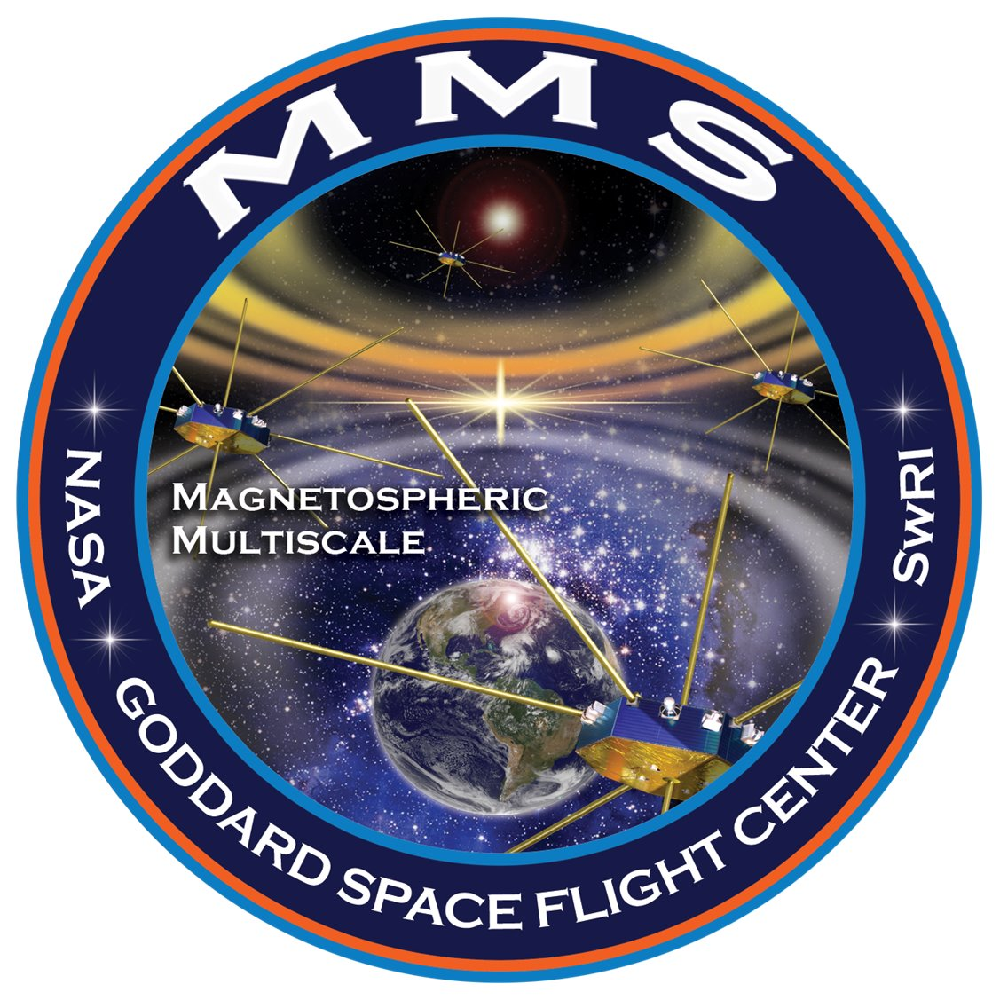 MMS
MAGNETOSPHERIC
MULTISCALE
NASA
GODDARD SPACE FLIGHT CENTER
SwRI